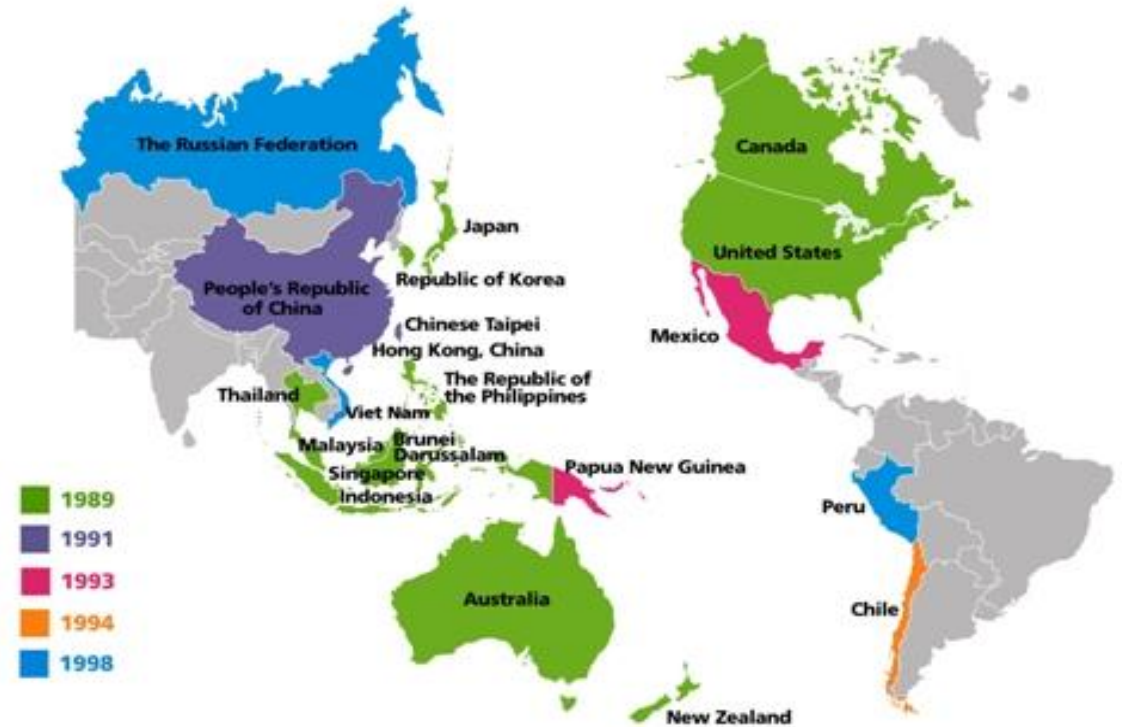 The Russian Federation
Canada
Japan
United States
Republic of Korea
People's Republic
of China
Chinese Taipei
Mexico
Hong Kong, China
The Republic of
the Philippines
Thailand
Viet Nam
Malaysia
Brunei
Darussalam
Singapore
Papua New Guinea
Indonesia
1989
Peru
1991
1993
Australia
Chile
1994
1998
New Zealand